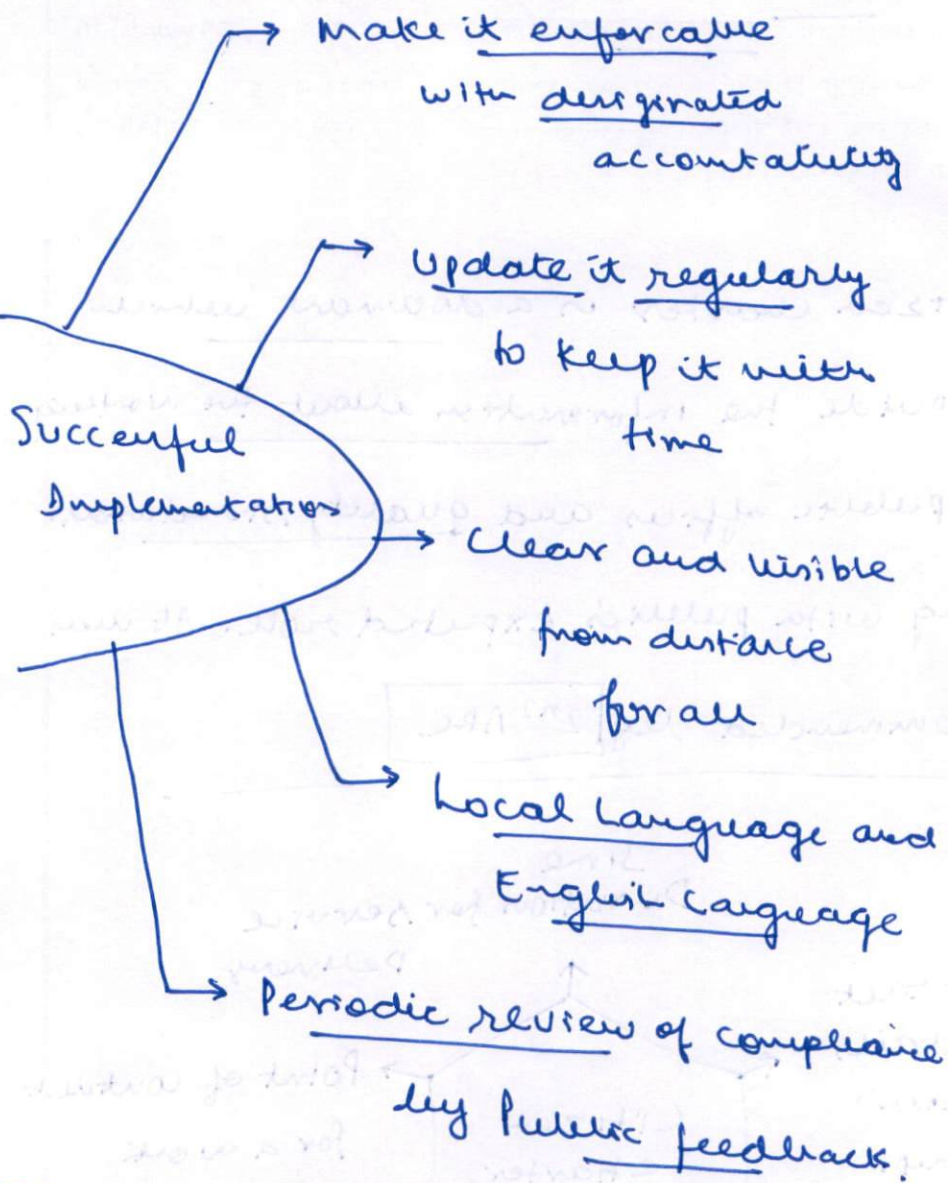 Make it enforcable
with designated
accountability
Update it regularly
to keep it with
time
Successful
Implementation
Clear and visible
from distance
for all
Local Language and
English Language
Periodic review of compliance
by Public feedback.